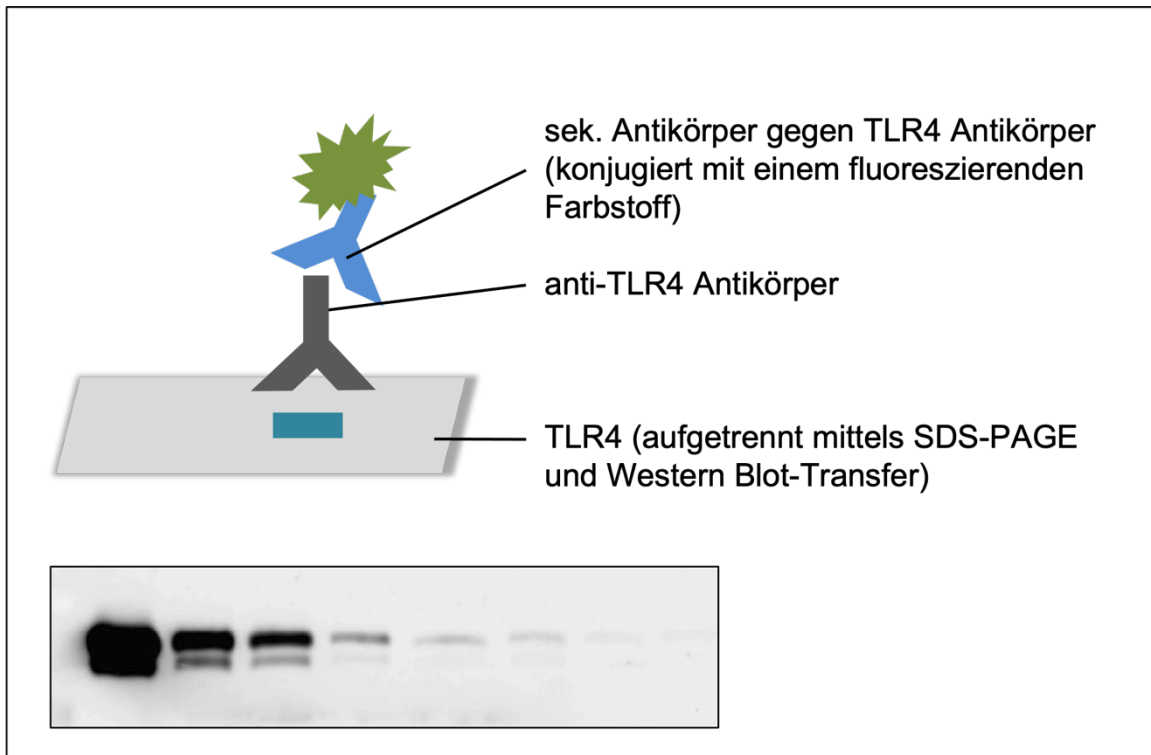 sek. Antikörper gegen TLR4 Antikörper
(konjugiert mit einem fluoreszierenden
Farbstoff)
anti-TLR4 Antikörper
TLR4 (aufgetrennt mittels SDS-PAGE
und Western Blot-Transfer)